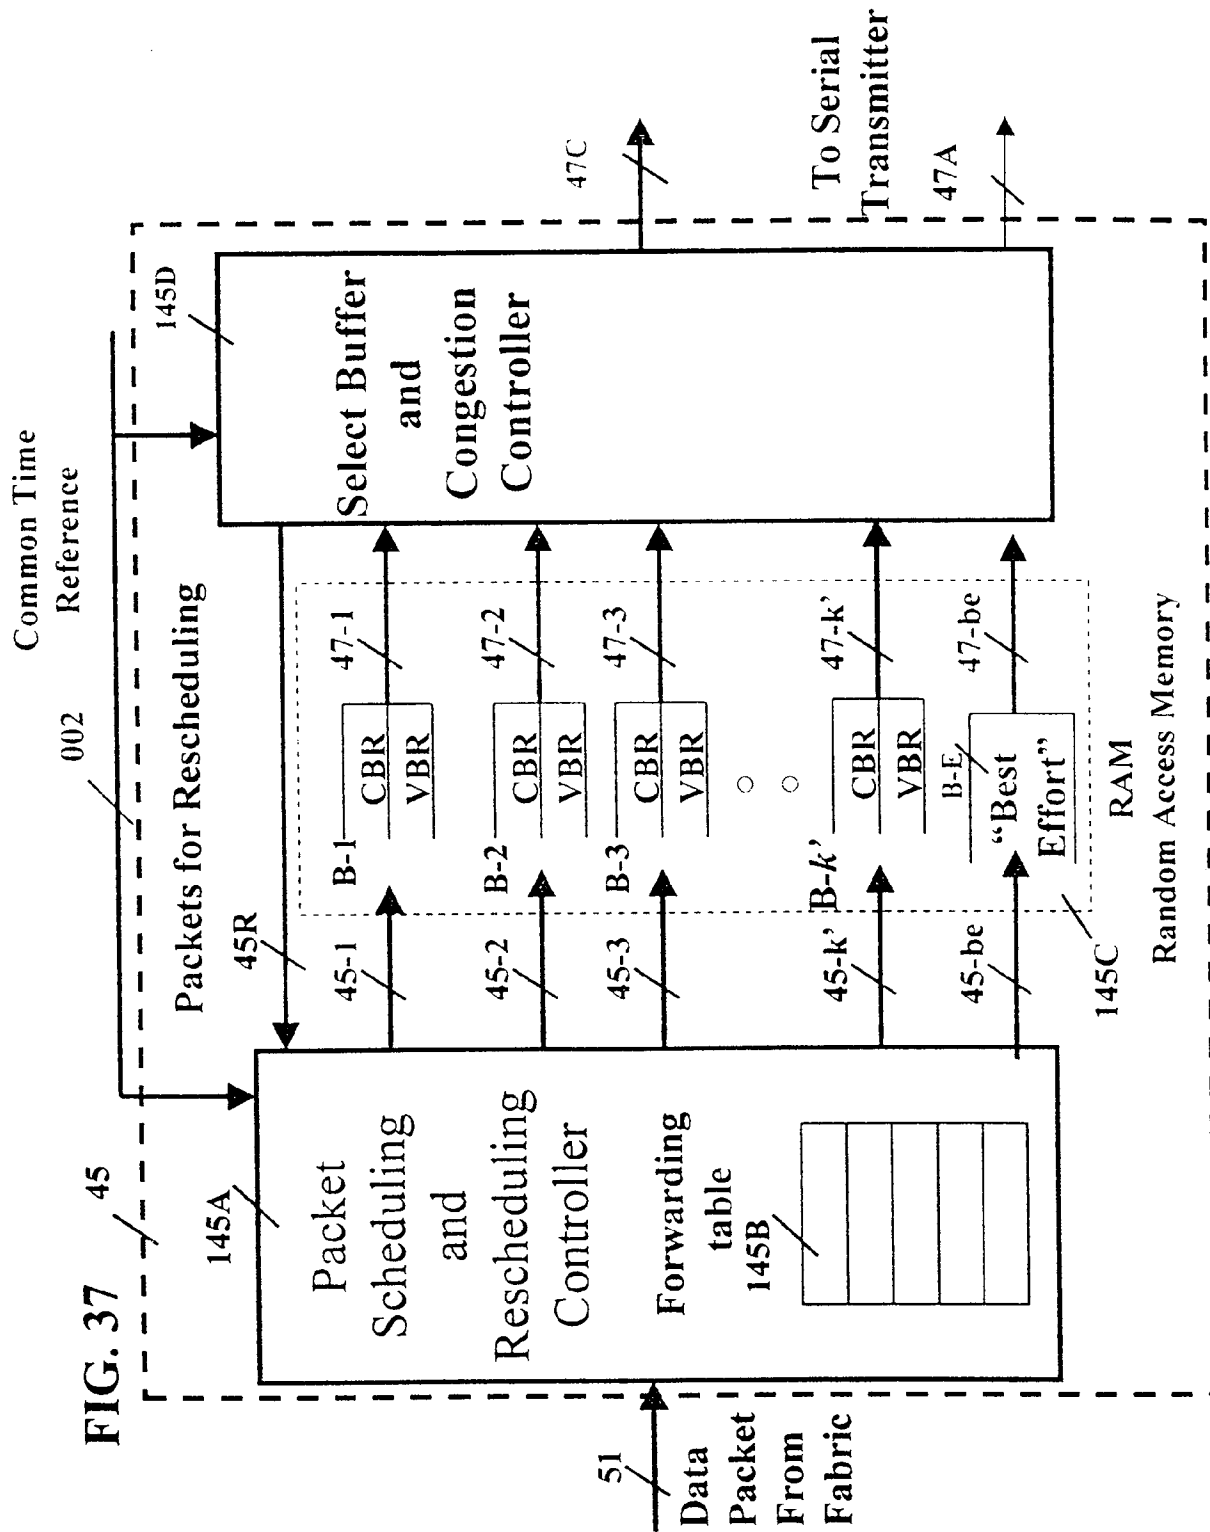 FIG. 37
45
Common Time
Reference
002
Packets for Rescheduling
145A
Packet
Scheduling
and
Rescheduling
Controller
Forwarding
table
145B
51
Data
Packet
From
Fabric
45R
45-1
45-2
45-3
45-k’
45-be
B-1
CBR
VBR
B-2
CBR
VBR
B-3
CBR
VBR
B-k’
CBR
VBR
B-E
“Best
Effort”
47-1
47-2
47-3
47-k’
47-be
145C
RAM
Random Access Memory
145D
Select Buffer
and
Congestion
Controller
47C
To Serial
Transmitter
47A